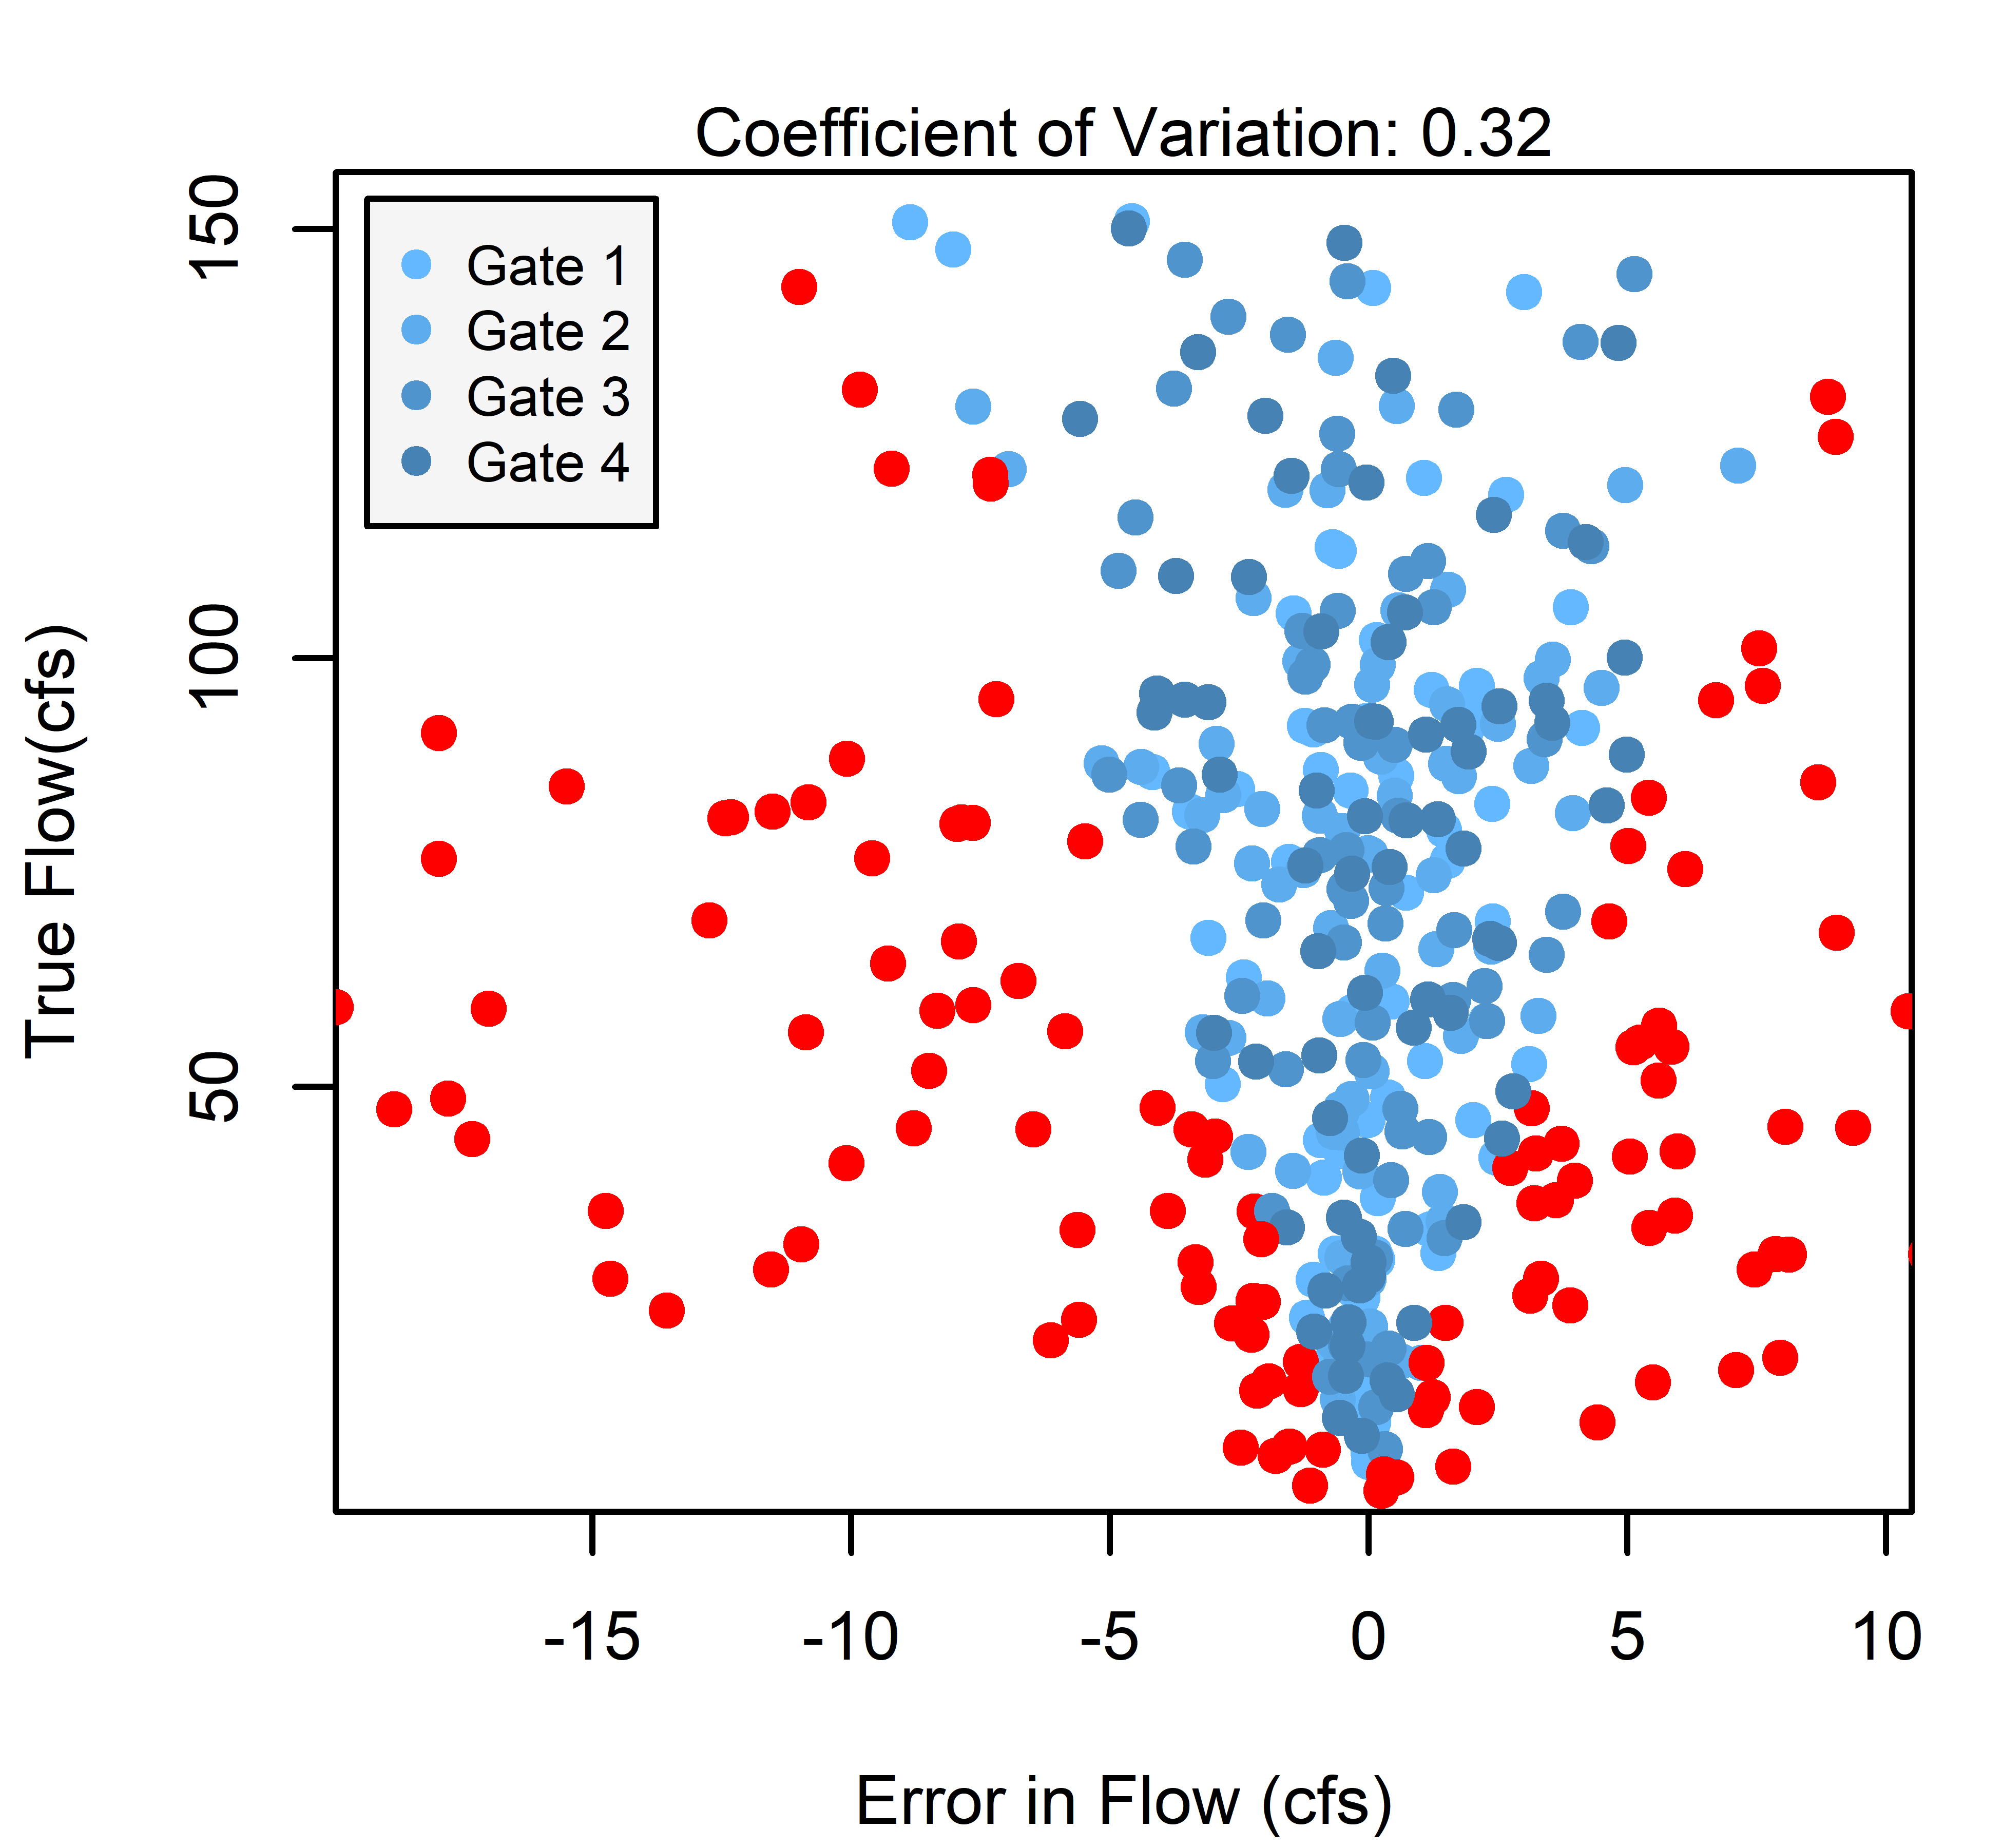 Coefficient of Variation: 0.32
Gate 1
Gate 2
Gate 3
Gate 4
True Flow(cfs)
150
100
50
-15 -10 -5 0 5 10
Error in Flow (cfs)